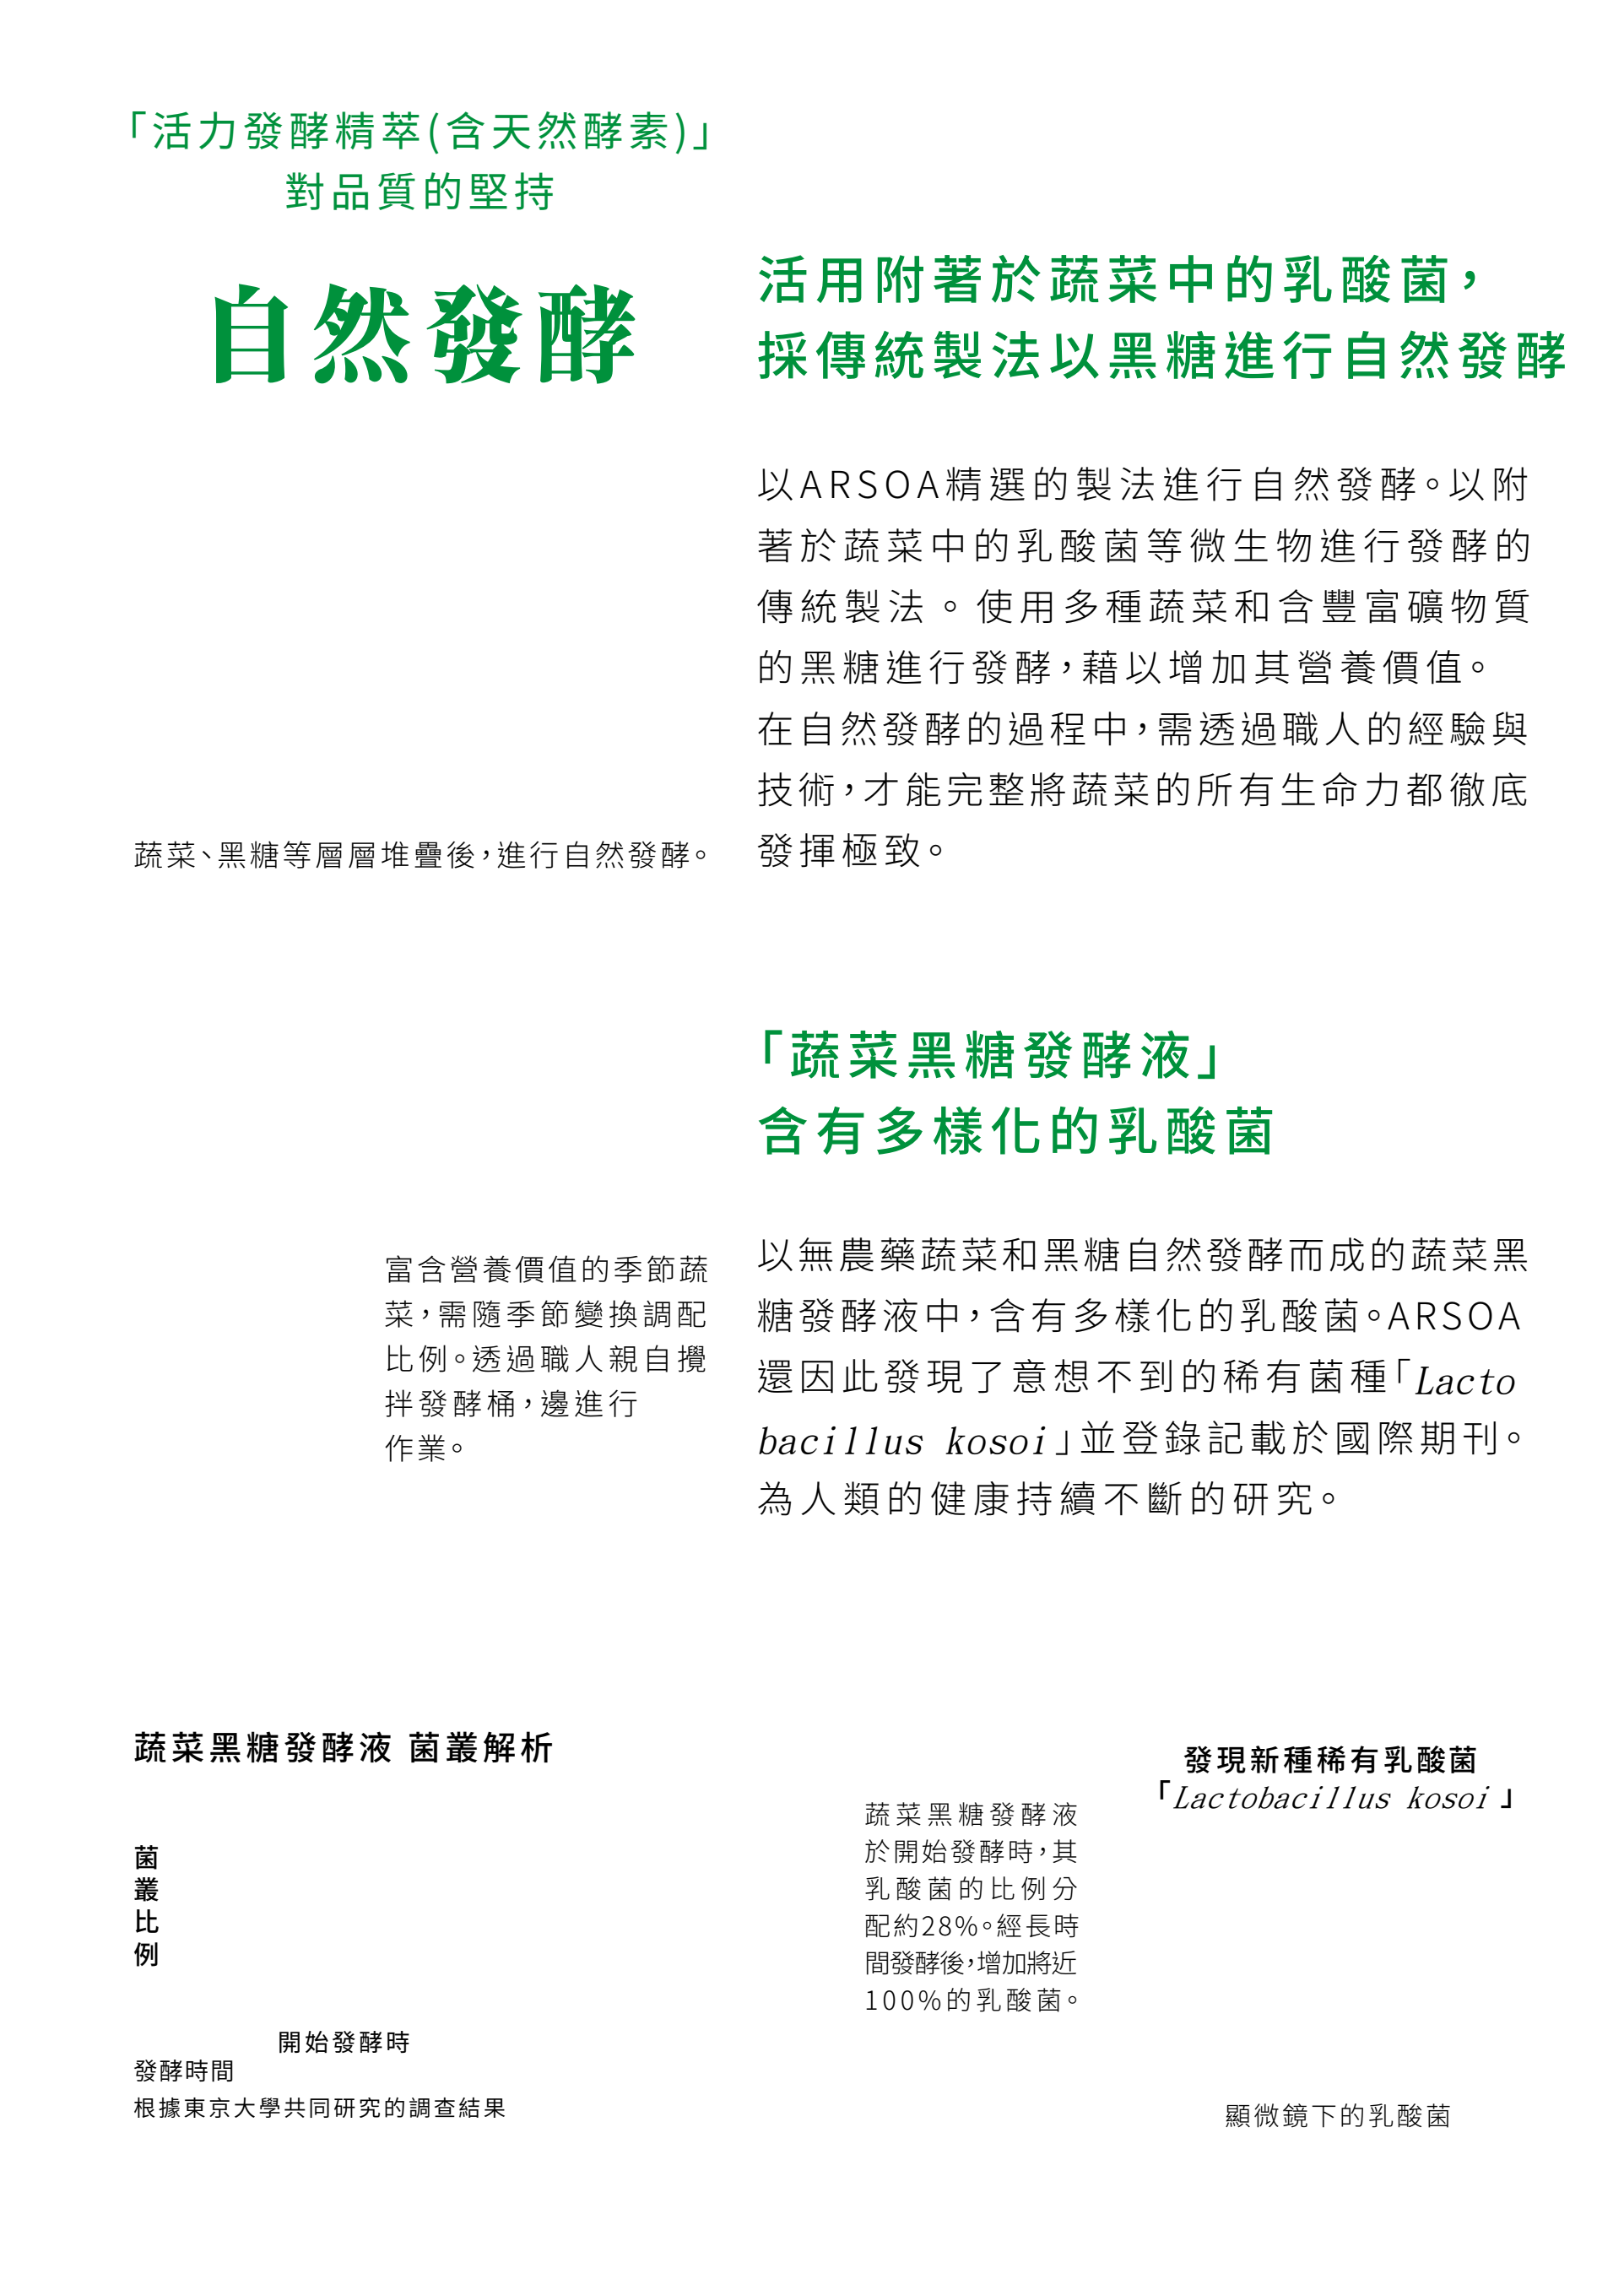 「活力發酵精萃(含天然酵素)」
對品質的堅持
自然發酵
活用附著於蔬菜中的乳酸菌，
採傳統製法以黑糖進行自然發酵
以ARSOA精選的製法進行自然發酵。以附
著於蔬菜中的乳酸菌等微生物進行發酵的
傳統製法。使用多種蔬菜和含豐富礦物質
的黑糖進行發酵，藉以增加其營養價值。
在自然發酵的過程中，需透過職人的經驗與
技術，才能完整將蔬菜的所有生命力都徹底
發揮極致。
蔬菜、黑糖等層層堆疊後，進行自然發酵。
「蔬菜黑糖發酵液」
含有多樣化的乳酸菌
以無農藥蔬菜和黑糖自然發酵而成的蔬菜黑
糖發酵液中，含有多樣化的乳酸菌。ARSOA
還因此發現了意想不到的稀有菌種「Lacto
bacillus kosoi」並登錄記載於國際期刊。
為人類的健康持續不斷的研究。
富含營養價值的季節蔬
菜，需隨季節變換調配
比例。透過職人親自攪
拌發酵桶，邊進行
作業。
蔬菜黑糖發酵液 菌叢解析
菌叢比例
開始發酵時
發酵時間
根據東京大學共同研究的調查結果
蔬菜黑糖發酵液
於開始發酵時，其
乳酸菌的比例分
配約28%。經長時
間發酵後，增加將近
100%的乳酸菌。
發現新種稀有乳酸菌
「Lactobacillus kosoi」
顯微鏡下的乳酸菌